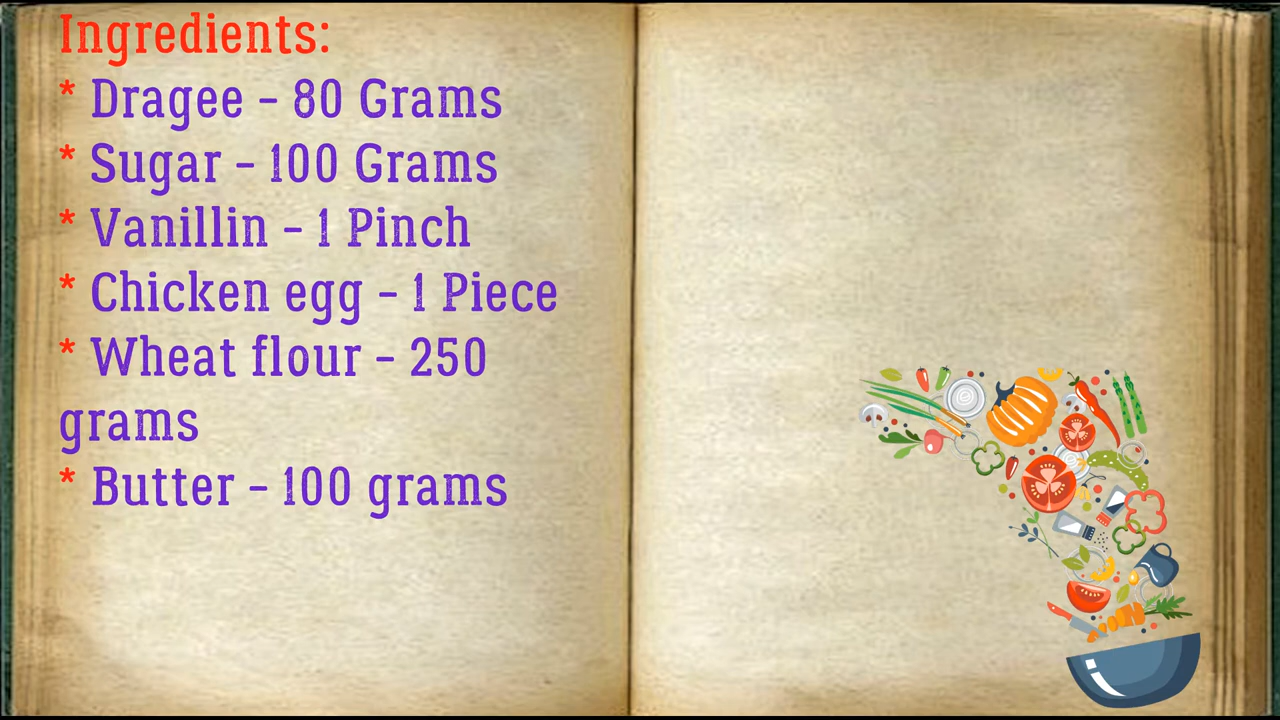 Ingredients:
* Dragee - 80 Grams
* Sugar - 100 Grams
* Vanillin - 1 Pinch
* Chicken egg - 1 Piece
* Wheat flour - 250
grams
* Butter - 100 grams